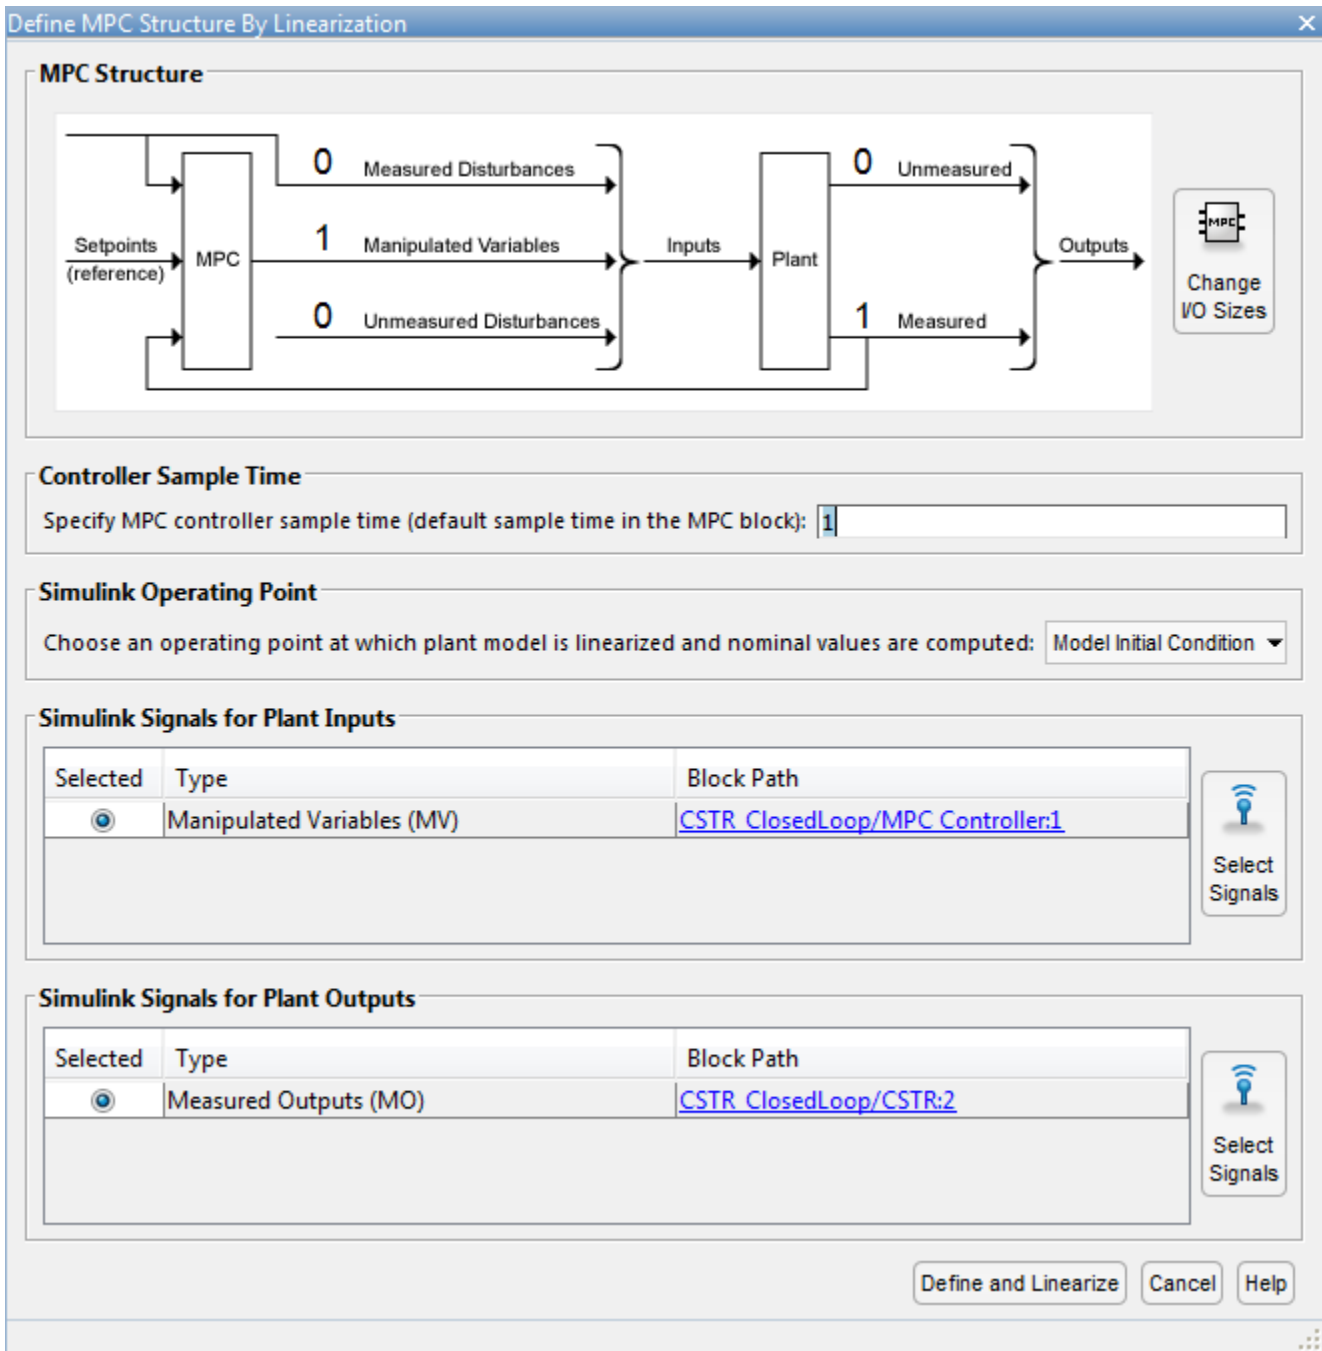 Define MPC Structure By Linearization
MPC Structure
0 Measured Disturbances
0 Unmeasured
Setpoints
(reference)
MPC
1 Manipulated Variables
Inputs
Plant
Outputs
0 Unmeasured Disturbances
1 Measured
MPC
Change
I/O Sizes
Controller Sample Time
Specify MPC controller sample time (default sample time in the MPC block): 1
Simulink Operating Point
Choose an operating point at which plant model is linearized and nominal values are computed: Model Initial Condition
Simulink Signals for Plant Inputs
Selected Type Block Path
Manipulated Variables (MV) CSTR_ClosedLoop/MPC Controller:1
Select
Signals
Simulink Signals for Plant Outputs
Selected Type Block Path
Measured Outputs (MO) CSTR_ClosedLoop/CSTR:2
Select
Signals
Define and Linearize Cancel Help